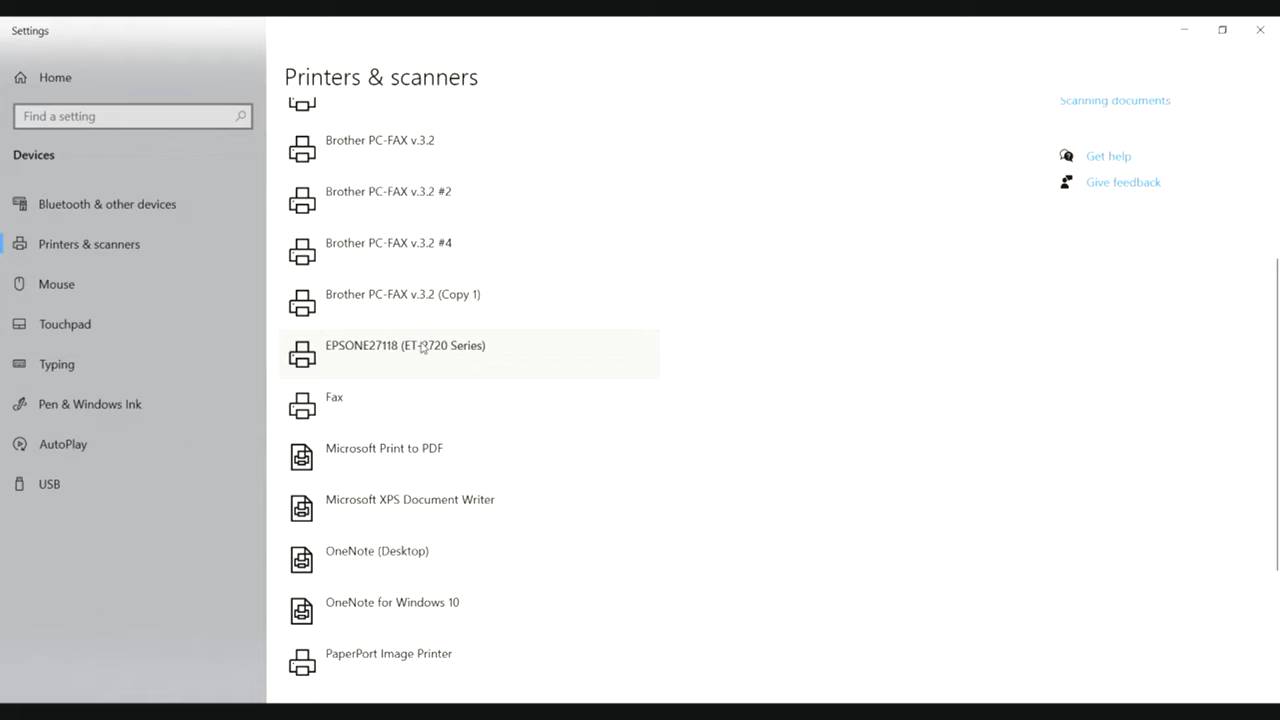 Settings
Home
Find a setting
Devices
Bluetooth & other devices
Printers & scanners
Mouse
Touchpad
Typing
Pen & Windows Ink
AutoPlay
USB
Printers & scanners
Brother PC-FAX v.3.2
Brother PC-FAX v.3.2 #2
Brother PC-FAX v.3.2 #4
Brother PC-FAX v.3.2 (Copy 1)
EPSONE27118 (ET-3720 Series)
Fax
Microsoft Print to PDF
Microsoft XPS Document Writer
OneNote (Desktop)
OneNote for Windows 10
PaperPort Image Printer
Scanning documents
Get help
Give feedback